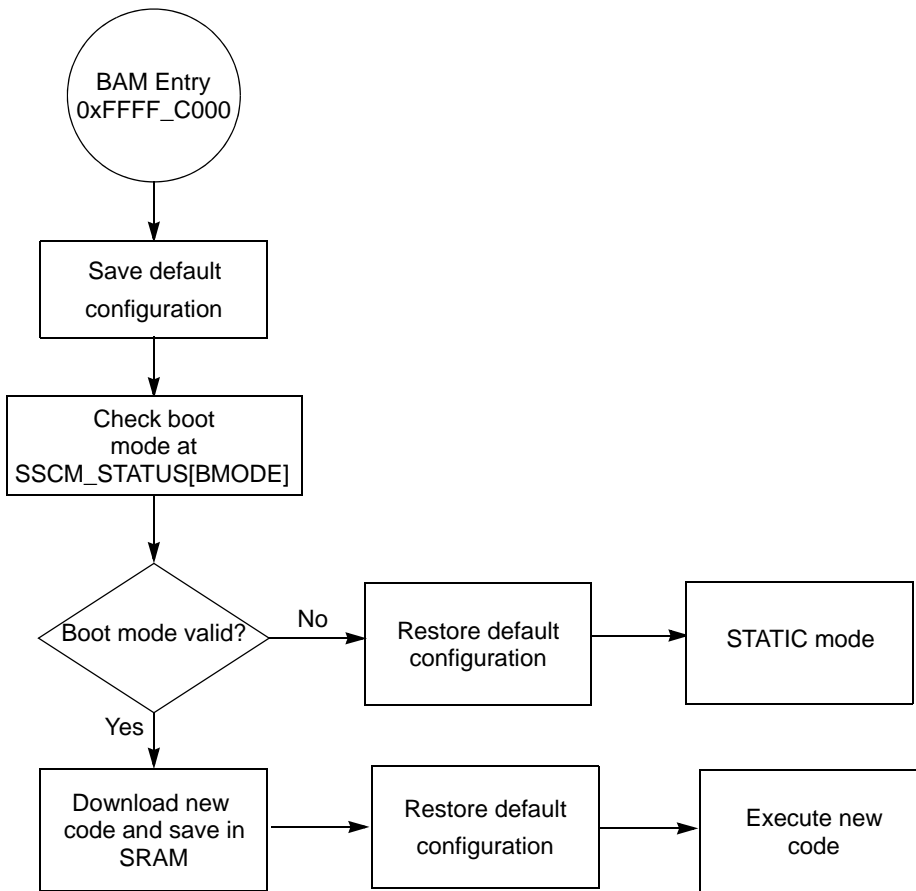 BAM Entry
0xFFFF_C000
Save default
configuration
Check boot
mode at
SSCM_STATUS[BMODE]
Boot mode valid?
No
Restore default
configuration
STATIC mode
Yes
Download new
code and save in
SRAM
Restore default
configuration
Execute new
code